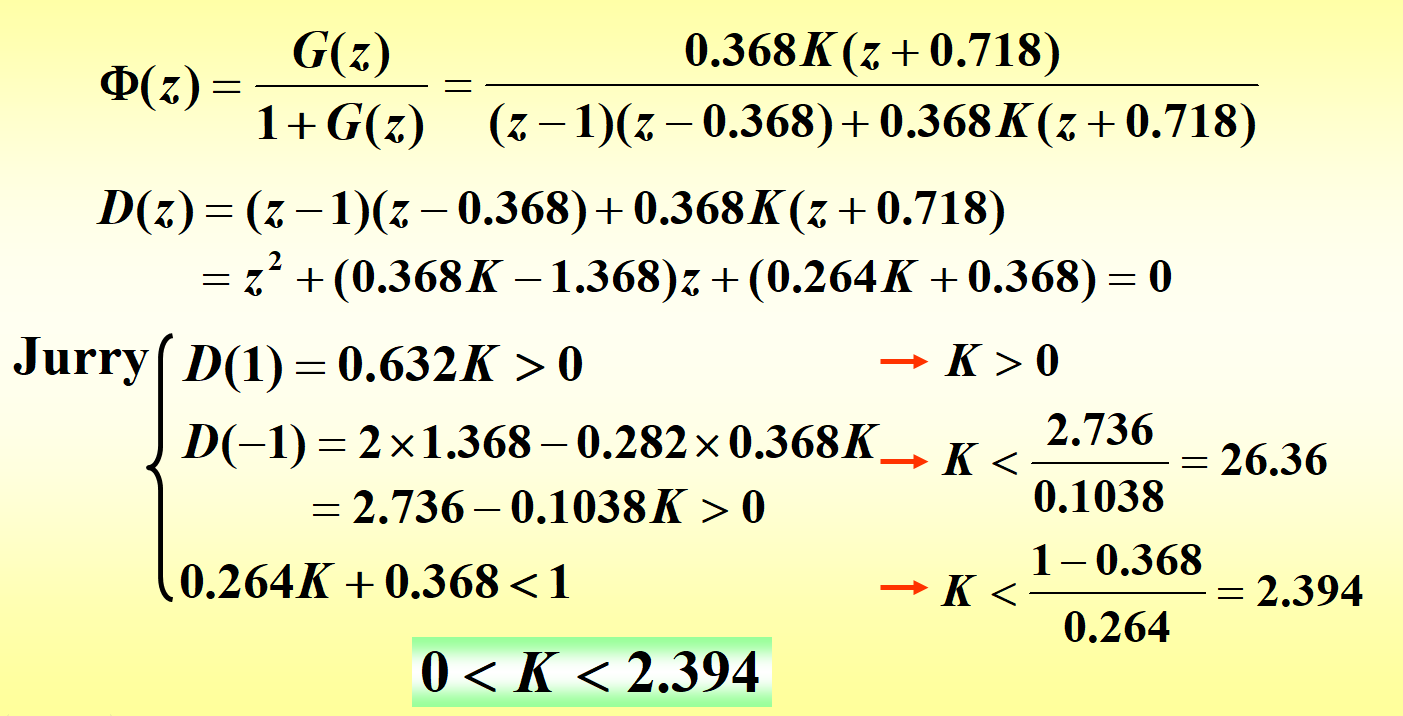 Φ(z) = G(z) / (1 + G(z)) = 0.368K(z + 0.718) / ((z − 1)(z − 0.368) + 0.368K(z + 0.718))
D(z) = (z − 1)(z − 0.368) + 0.368K(z + 0.718)
= z² + (0.368K − 1.368)z + (0.264K + 0.368) = 0
Jurry { D(1) = 0.632K > 0 → K > 0
D(−1) = 2 × 1.368 − 0.282 × 0.368K → K < 2.736 / 0.1038 = 26.36
= 2.736 − 0.1038K > 0
0.264K + 0.368 < 1 → K < (1 − 0.368) / 0.264 = 2.394
0 < K < 2.394